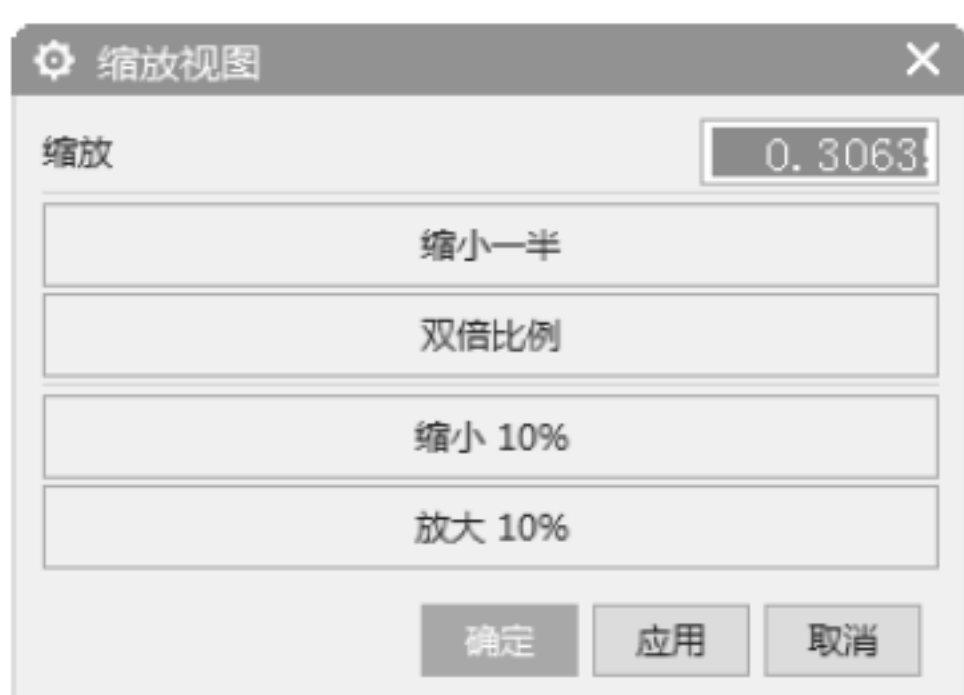 缩放视图
缩放 0.3063
缩小一半
双倍比例
缩小 10%
放大 10%
确定 应用 取消